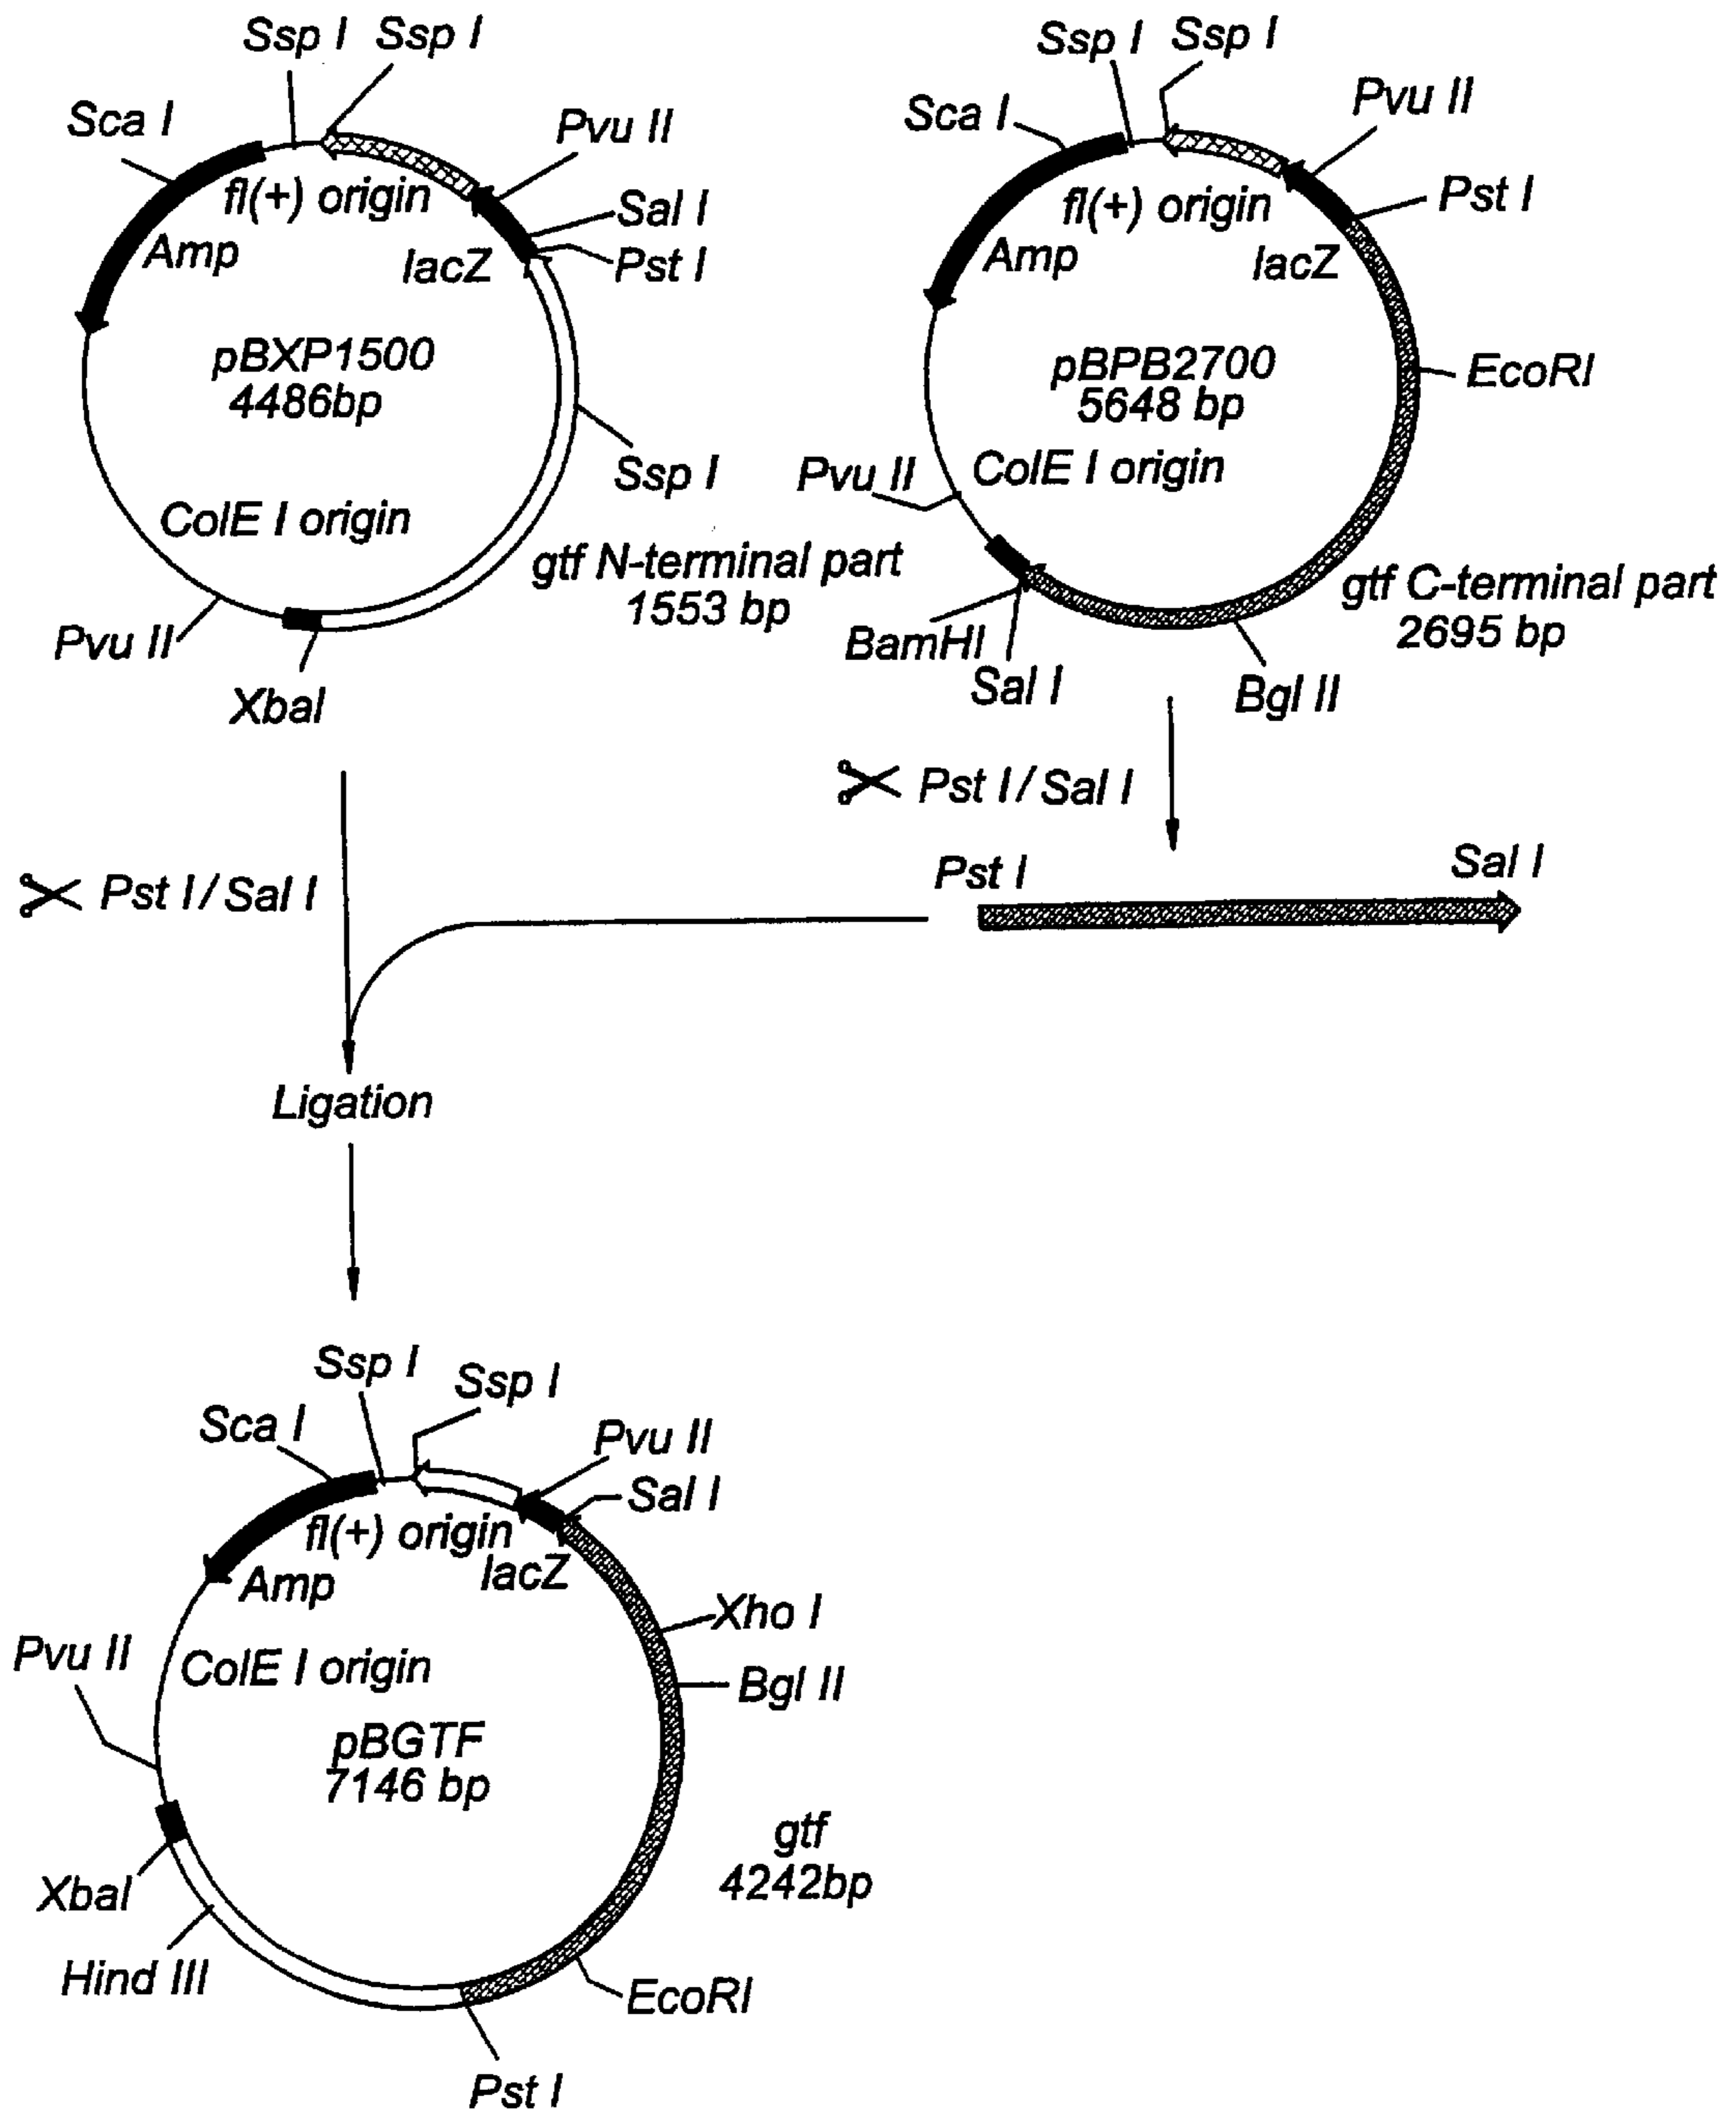 Ssp I
Ssp I
Sca I
Pvu II
fl(+) origin
Sal I
Amp
lacZ
Pst I
pBXP1500
4486bp
Ssp I
ColE I origin
gtf N-terminal part
1553 bp
Pvu II
XbaI
Ssp I
Ssp I
Sca I
Pvu II
fl(+) origin
Pst I
Amp
lacZ
pBPB2700
5648 bp
EcoRI
Pvu II
ColE I origin
gtf C-terminal part
2695 bp
BamHI
Sal I
Bgl II
Pst I / Sal I
Pst I / Sal I
Pst I
Sal I
Ligation
Ssp I
Ssp I
Sca I
Pvu II
Sal I
fl(+) origin
lacZ
Amp
Xho I
Pvu II
ColE I origin
Bgl II
pBGTF
7146 bp
gtf
4242bp
XbaI
Hind III
EcoRI
Pst I